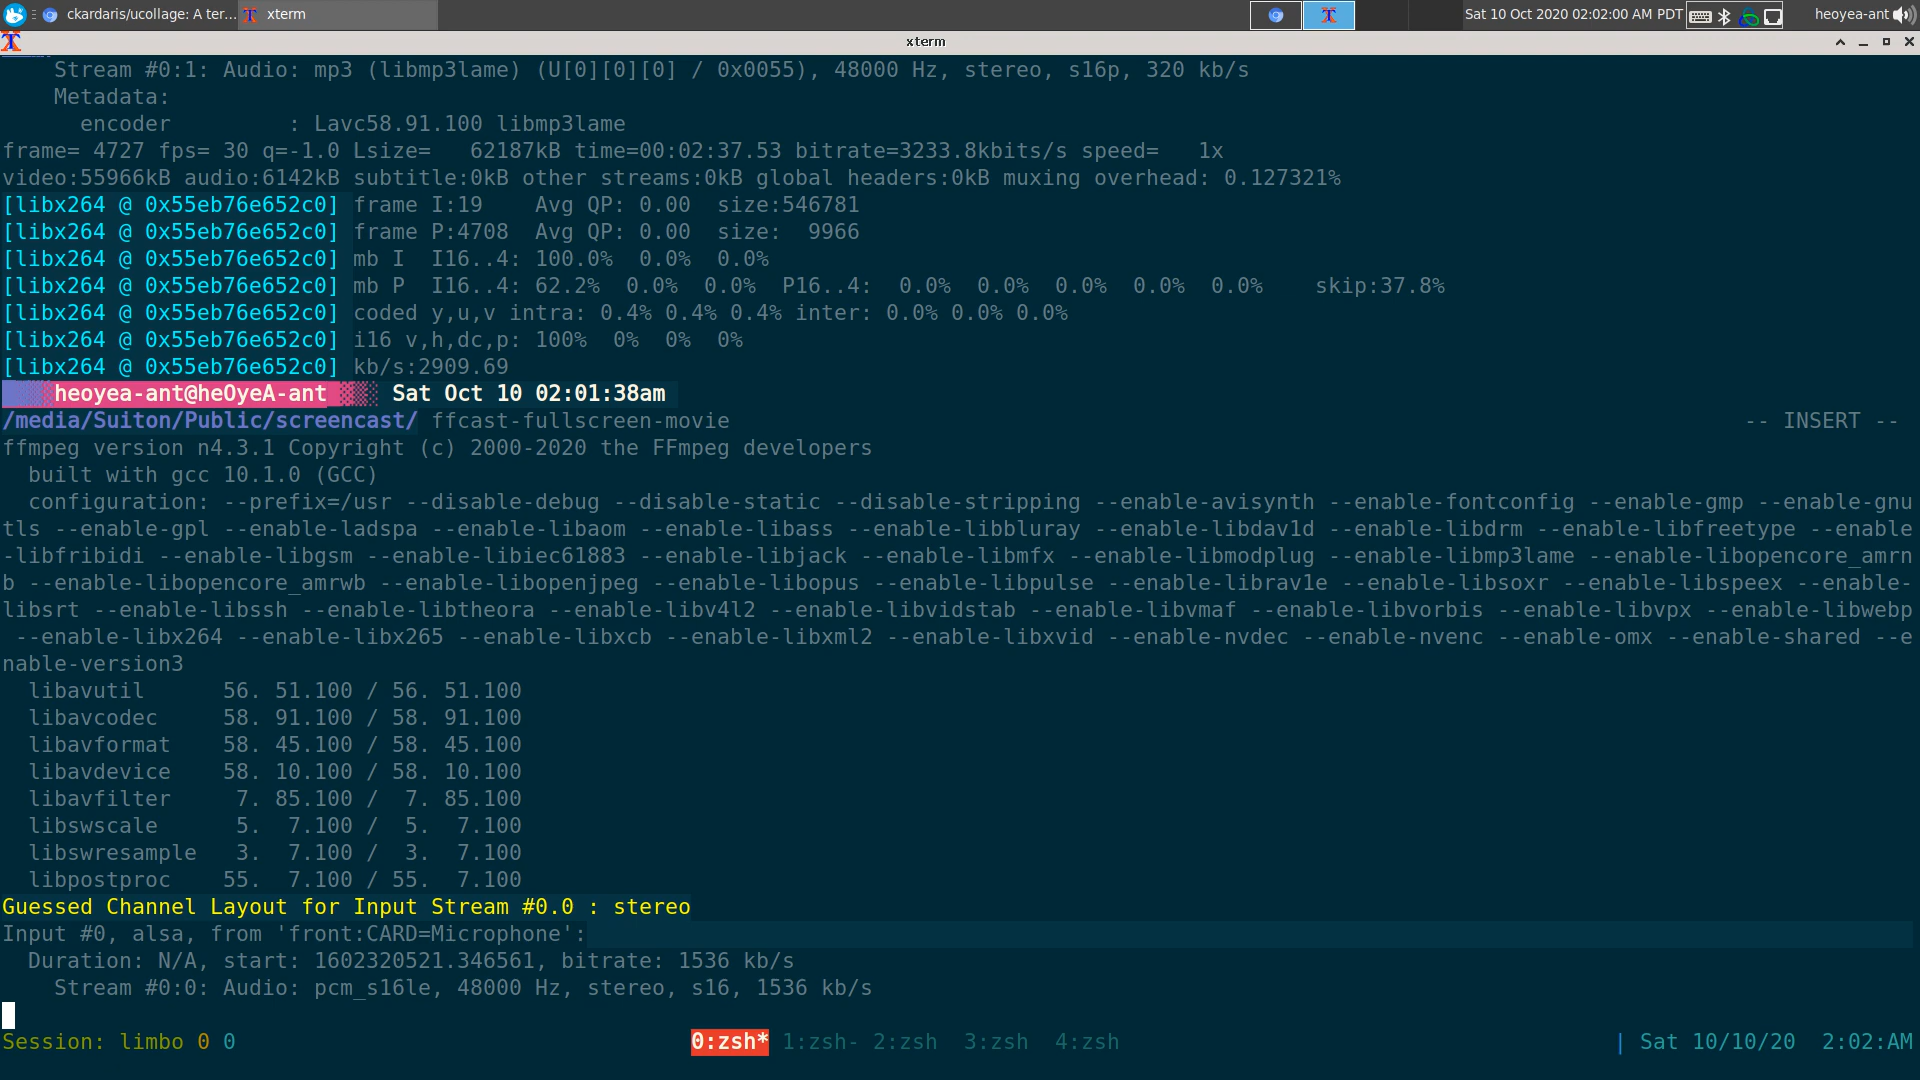 ckardaris/ucollage: A ter... xterm Sat 10 Oct 2020 02:02:00 AM PDT heoyea-ant
xterm
Stream #0:1: Audio: mp3 (libmp3lame) (U[0][0][0] / 0x0055), 48000 Hz, stereo, s16p, 320 kb/s
Metadata:
encoder : Lavc58.91.100 libmp3lame
frame= 4727 fps= 30 q=-1.0 Lsize= 62187kB time=00:02:37.53 bitrate=3233.8kbits/s speed= 1x
video:55966kB audio:6142kB subtitle:0kB other streams:0kB global headers:0kB muxing overhead: 0.127321%
[libx264 @ 0x55eb76e652c0] frame I:19 Avg QP: 0.00 size:546781
[libx264 @ 0x55eb76e652c0] frame P:4708 Avg QP: 0.00 size: 9966
[libx264 @ 0x55eb76e652c0] mb I I16..4: 100.0% 0.0% 0.0%
[libx264 @ 0x55eb76e652c0] mb P I16..4: 62.2% 0.0% 0.0% P16..4: 0.0% 0.0% 0.0% 0.0% 0.0% skip:37.8%
[libx264 @ 0x55eb76e652c0] coded y,u,v intra: 0.4% 0.4% 0.4% inter: 0.0% 0.0% 0.0%
[libx264 @ 0x55eb76e652c0] i16 v,h,dc,p: 100% 0% 0% 0%
[libx264 @ 0x55eb76e652c0] kb/s:2909.69
heoyea-ant@heOyeA-ant Sat Oct 10 02:01:38am
/media/Suiton/Public/screencast/ ffcast-fullscreen-movie -- INSERT --
ffmpeg version n4.3.1 Copyright (c) 2000-2020 the FFmpeg developers
built with gcc 10.1.0 (GCC)
configuration: --prefix=/usr --disable-debug --disable-static --disable-stripping --enable-avisynth --enable-fontconfig --enable-gmp --enable-gnu
tls --enable-gpl --enable-ladspa --enable-libaom --enable-libass --enable-libbluray --enable-libdav1d --enable-libdrm --enable-libfreetype --enable
-libfribidi --enable-libgsm --enable-libiec61883 --enable-libjack --enable-libmfx --enable-libmodplug --enable-libmp3lame --enable-libopencore_amrn
b --enable-libopencore_amrwb --enable-libopenjpeg --enable-libopus --enable-libpulse --enable-librav1e --enable-libsoxr --enable-libspeex --enable-
libsrt --enable-libssh --enable-libtheora --enable-libv4l2 --enable-libvidstab --enable-libvmaf --enable-libvorbis --enable-libvpx --enable-libwebp
--enable-libx264 --enable-libx265 --enable-libxcb --enable-libxml2 --enable-libxvid --enable-nvdec --enable-nvenc --enable-omx --enable-shared --e
nable-version3
libavutil 56. 51.100 / 56. 51.100
libavcodec 58. 91.100 / 58. 91.100
libavformat 58. 45.100 / 58. 45.100
libavdevice 58. 10.100 / 58. 10.100
libavfilter 7. 85.100 / 7. 85.100
libswscale 5. 7.100 / 5. 7.100
libswresample 3. 7.100 / 3. 7.100
libpostproc 55. 7.100 / 55. 7.100
Guessed Channel Layout for Input Stream #0.0 : stereo
Input #0, alsa, from 'front:CARD=Microphone':
Duration: N/A, start: 1602320521.346561, bitrate: 1536 kb/s
Stream #0:0: Audio: pcm_s16le, 48000 Hz, stereo, s16, 1536 kb/s
Session: limbo 0 0 0:zsh* 1:zsh- 2:zsh 3:zsh 4:zsh | Sat 10/10/20 2:02:AM